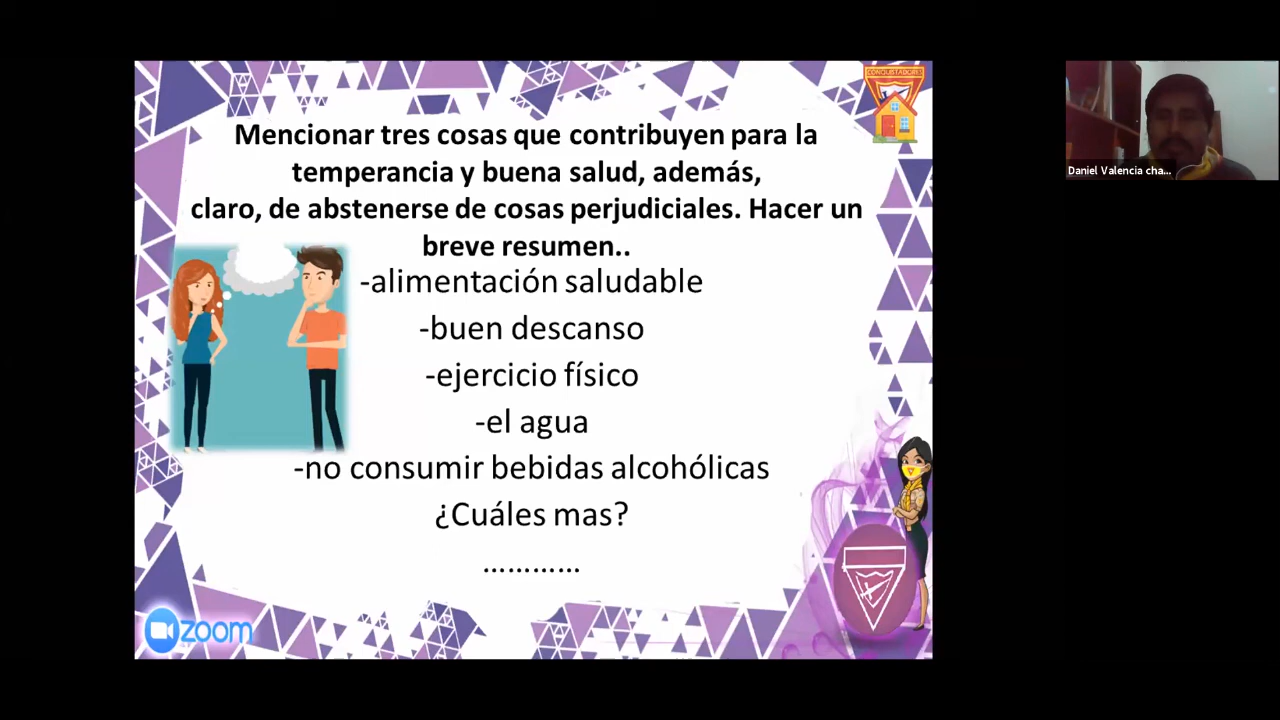 CONQUISTADORES
Mencionar tres cosas que contribuyen para la
temperancia y buena salud, además,
claro, de abstenerse de cosas perjudiciales. Hacer un
breve resumen..
-alimentación saludable
-buen descanso
-ejercicio físico
-el agua
-no consumir bebidas alcohólicas
¿Cuáles mas?
…………
zoom
Daniel Valencia cha...